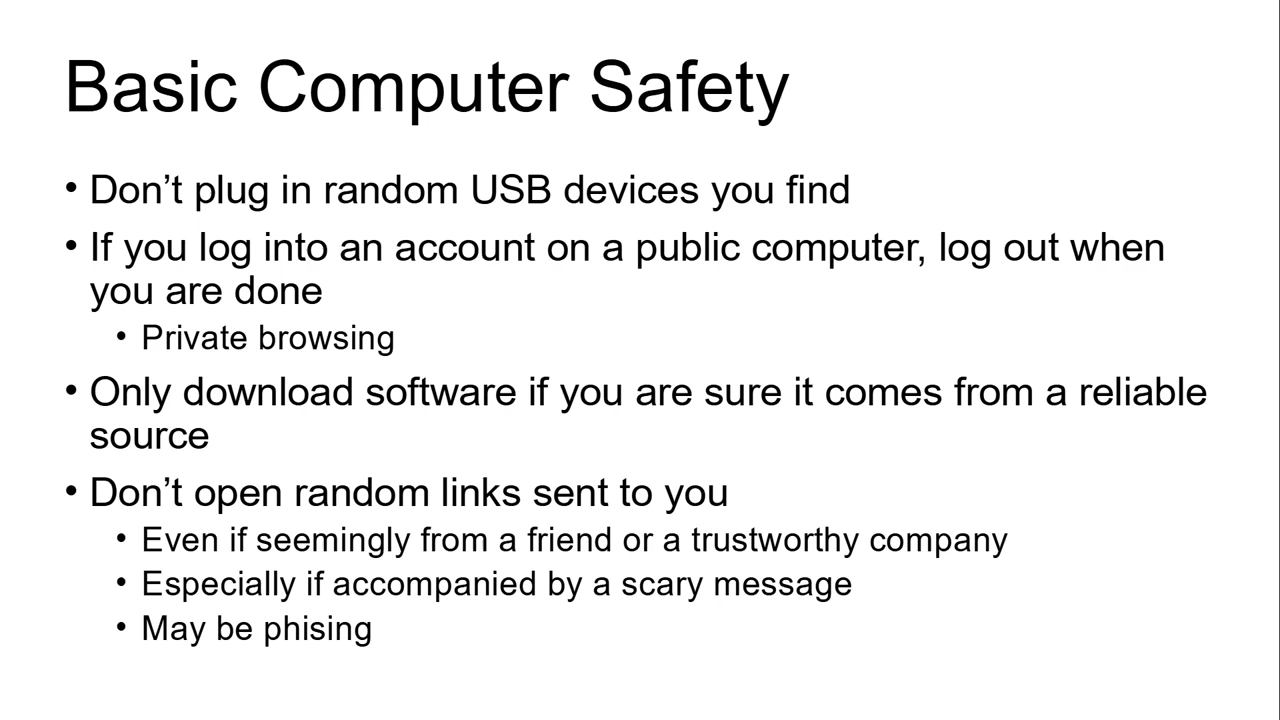 Basic Computer Safety
• Don’t plug in random USB devices you find
• If you log into an account on a public computer, log out when
you are done
• Private browsing
• Only download software if you are sure it comes from a reliable
source
• Don’t open random links sent to you
• Even if seemingly from a friend or a trustworthy company
• Especially if accompanied by a scary message
• May be phising